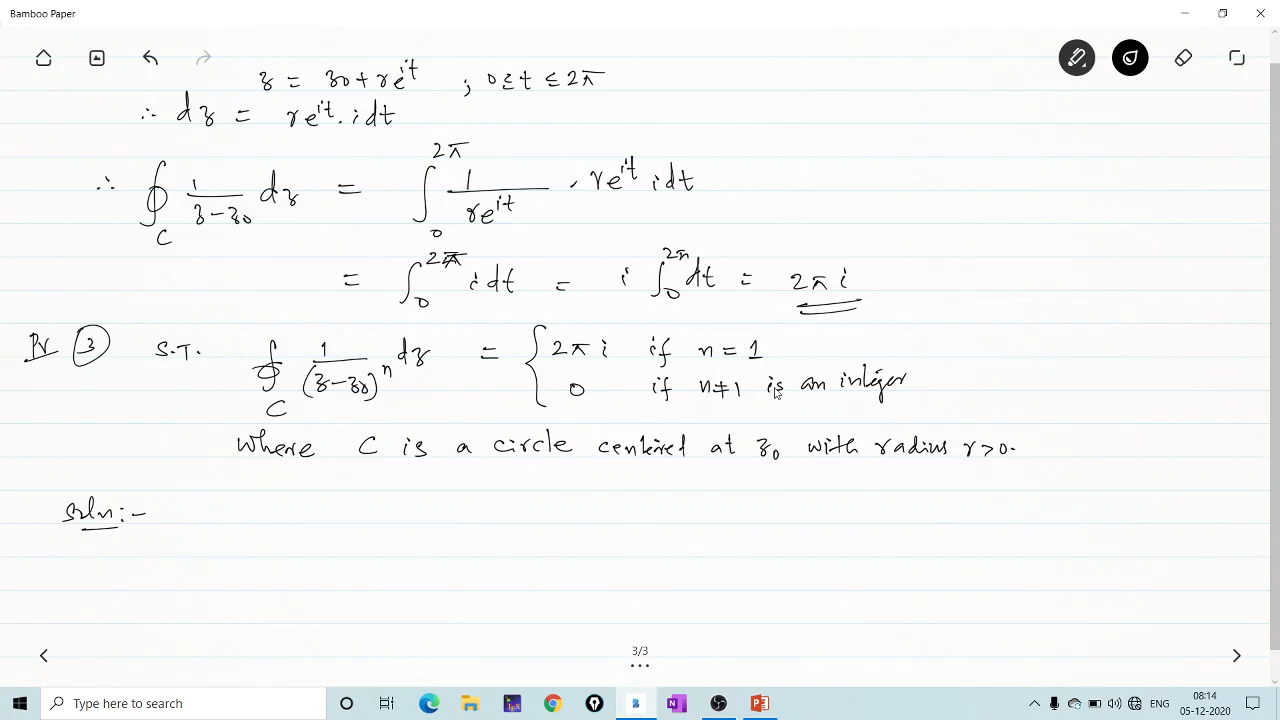 Bamboo Paper
z = z0 + re^{it} , 0 ≥ t ≤ 2π
∴ dz = re^{it} . i dt
∴ ∮_C 1/(z-z0) dz = ∫_0^{2π} 1/(re^{it}) . re^{it} i dt
= ∫_0^{2π} i dt = i ∫_0^{2π} dt = 2π i
Pr 3 S.T. ∮_C 1/(z-z0)^n dz = { 2π i if n = 1
0 if n≠1 is an integer
Where C is a circle centered at z0 with radius r>0.
Soln:-
3/3
Type here to search
ENG
08:14
05-12-2020